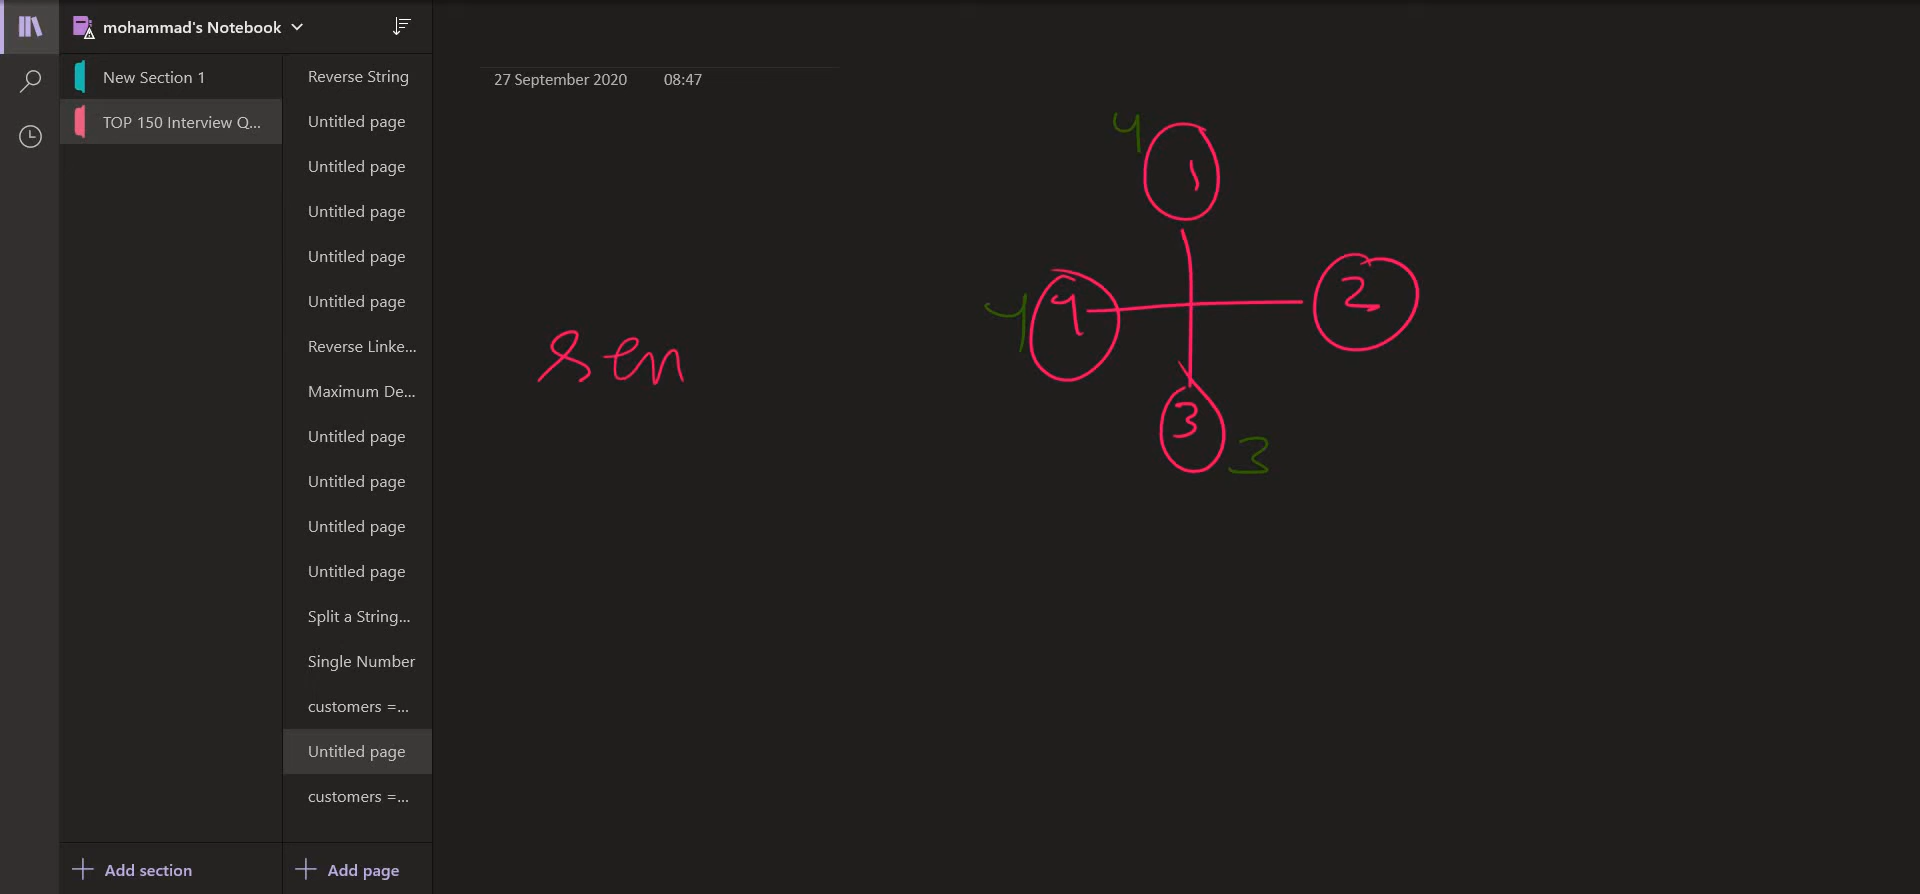 mohammad's Notebook
New Section 1
TOP 150 Interview Q...
Add section
Reverse String
Untitled page
Untitled page
Untitled page
Untitled page
Untitled page
Reverse Linke...
Maximum De...
Untitled page
Untitled page
Untitled page
Untitled page
Split a String...
Single Number
customers =...
Untitled page
customers =...
Add page
27 September 2020 08:47
4 1
4 4 2
sen
3 3